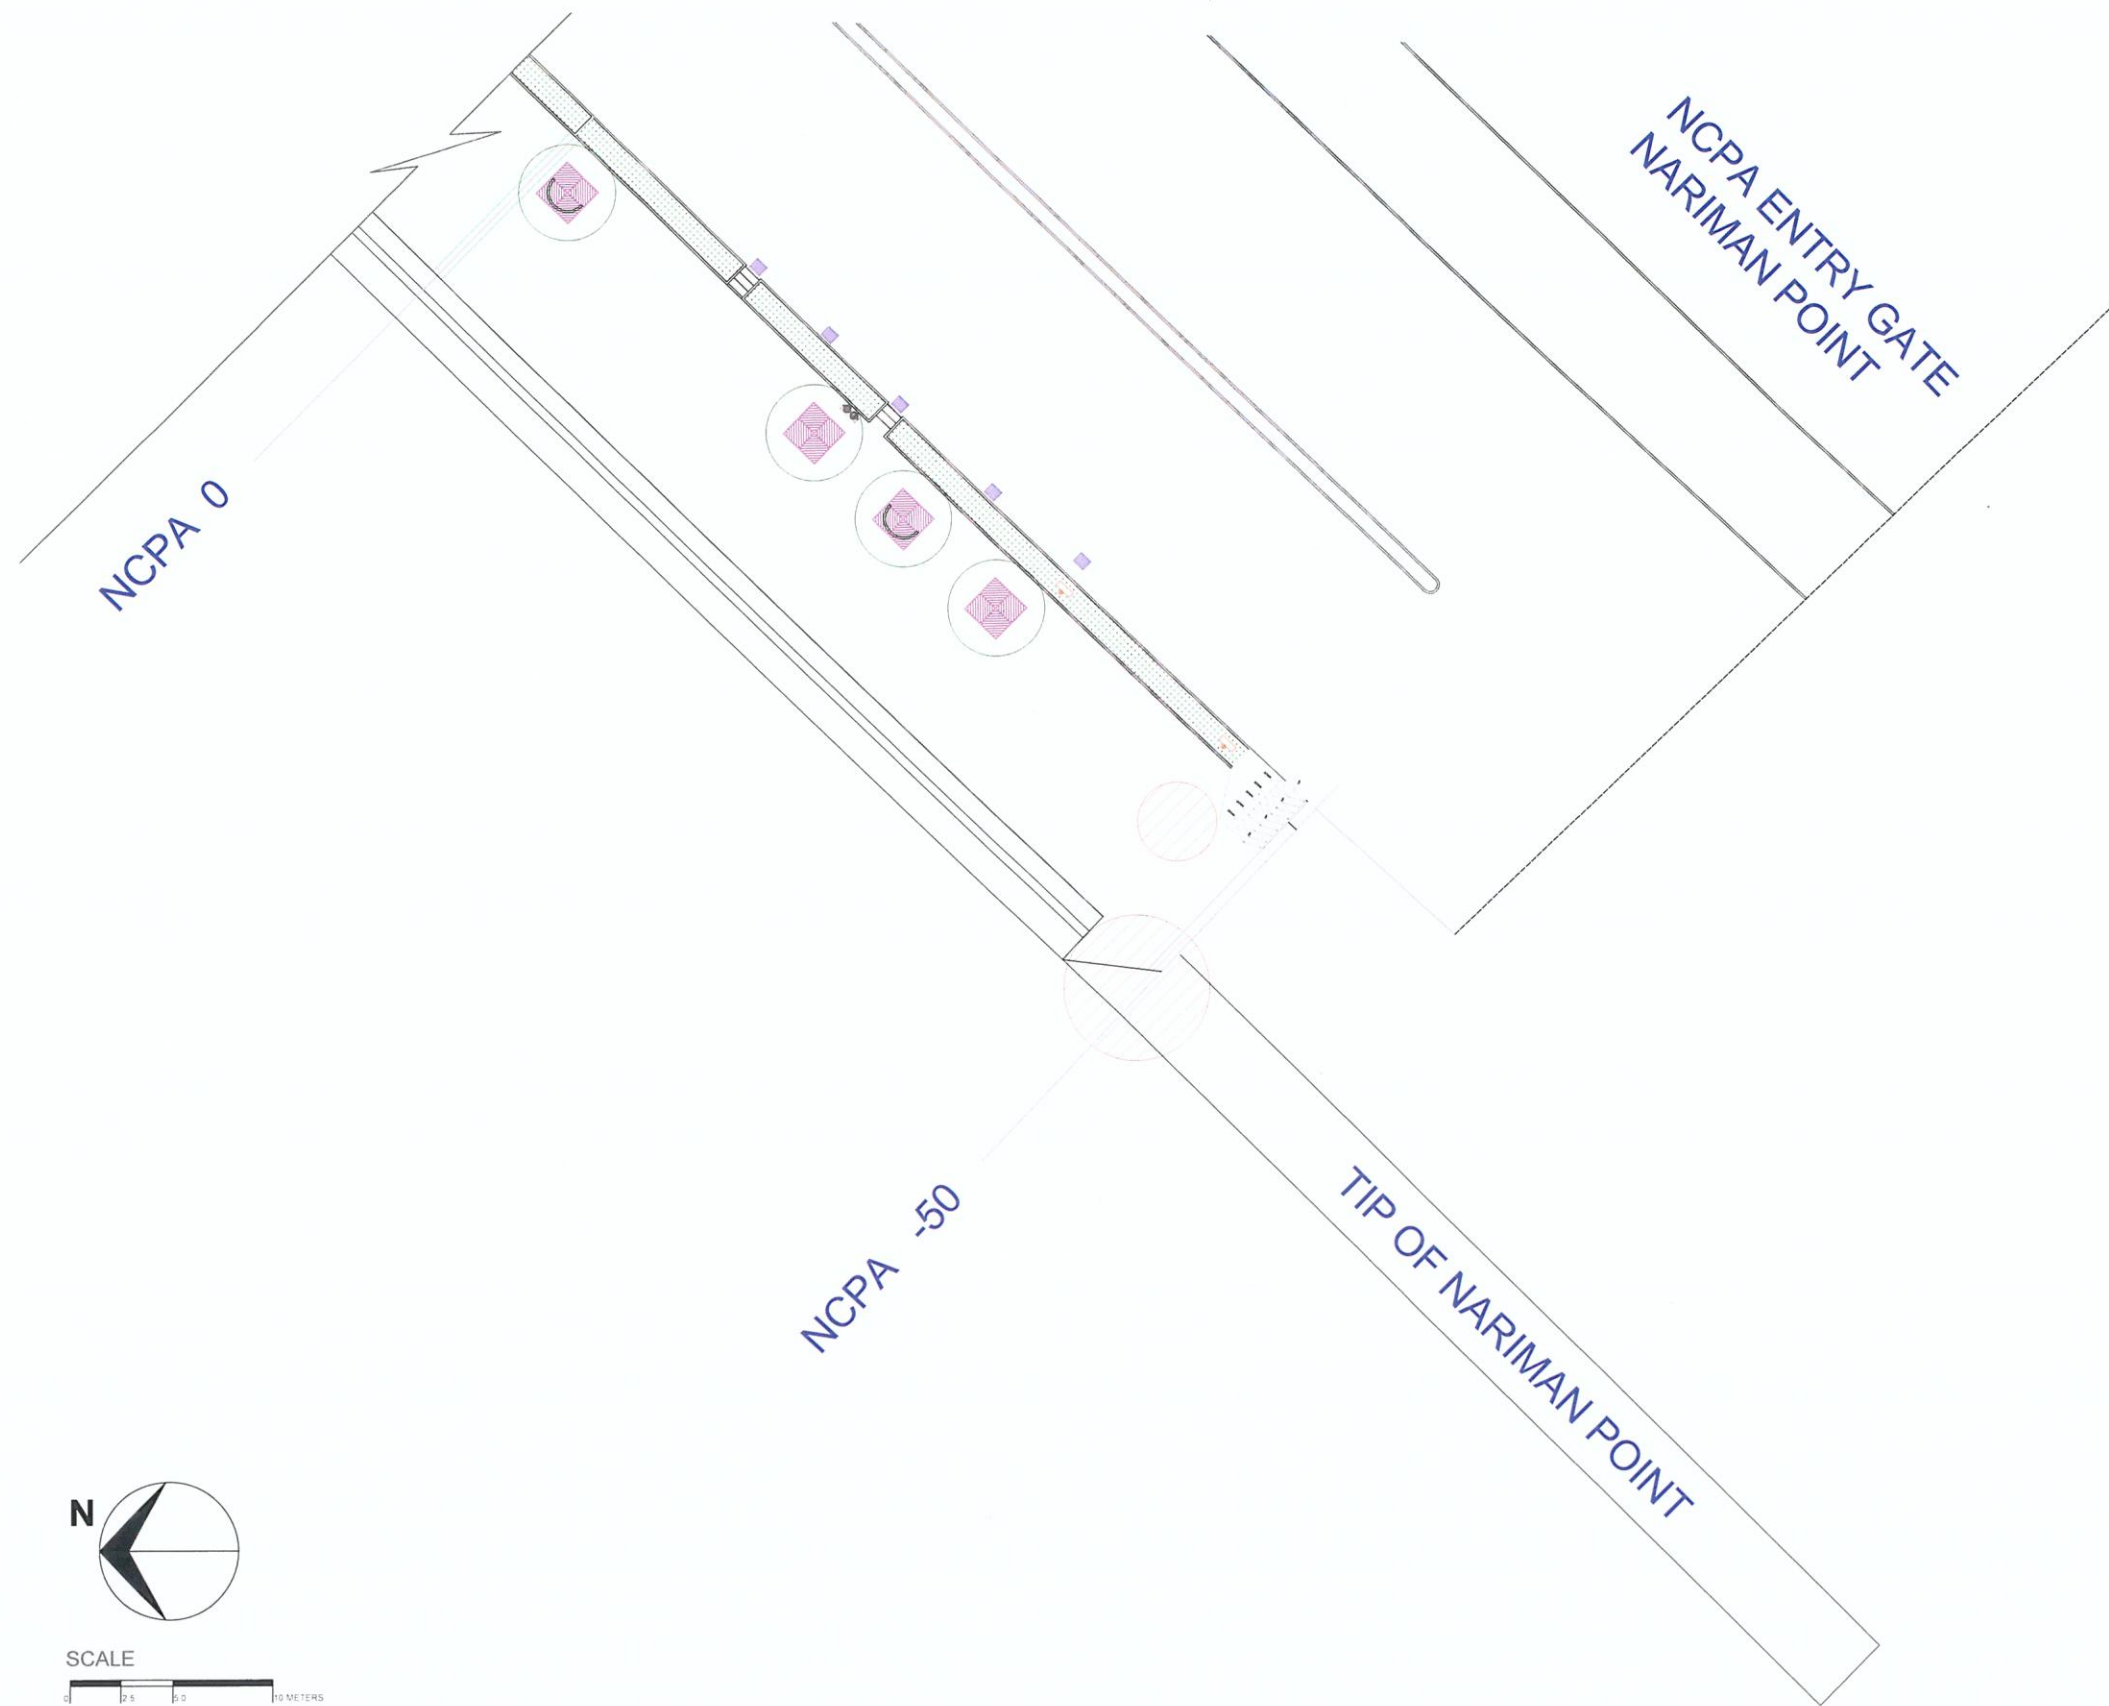 NCPA ENTRY GATE
NARIMAN POINT
NCPA 0
NCPA -50
TIP OF NARIMAN POINT
N
SCALE
0 2.5 5.0 10 METERS